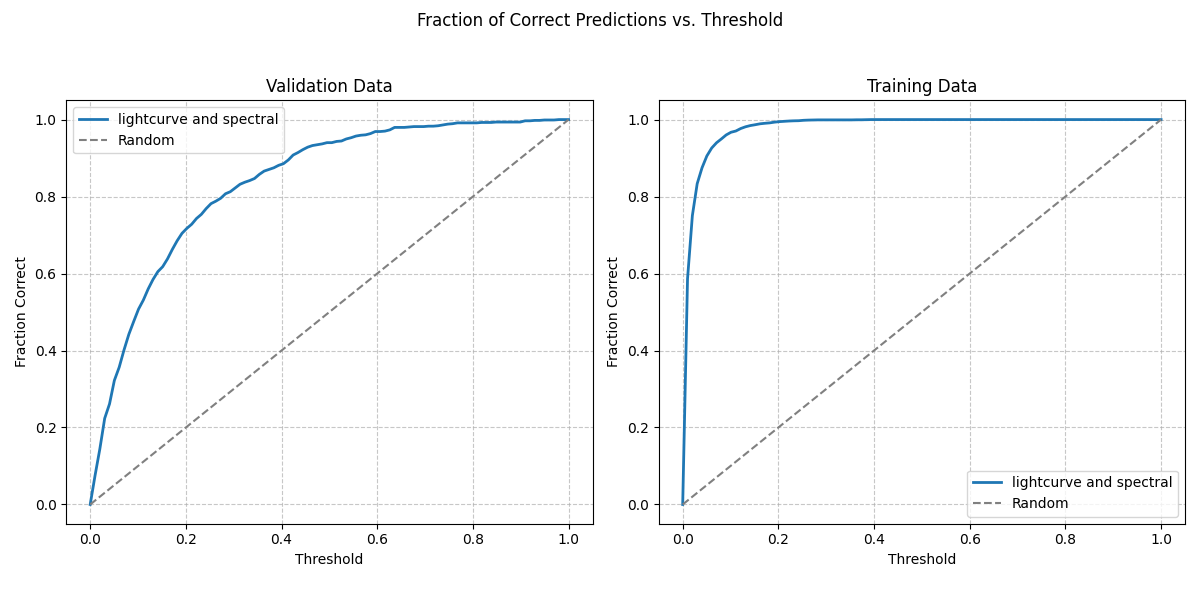 Fraction of Correct Predictions vs. Threshold
Validation Data
lightcurve and spectral
Random
1.0
0.8
0.6
0.4
0.2
0.0
Fraction Correct
0.0 0.2 0.4 0.6 0.8 1.0
Threshold
Training Data
1.0
0.8
0.6
0.4
0.2
0.0
Fraction Correct
lightcurve and spectral
Random
0.0 0.2 0.4 0.6 0.8 1.0
Threshold